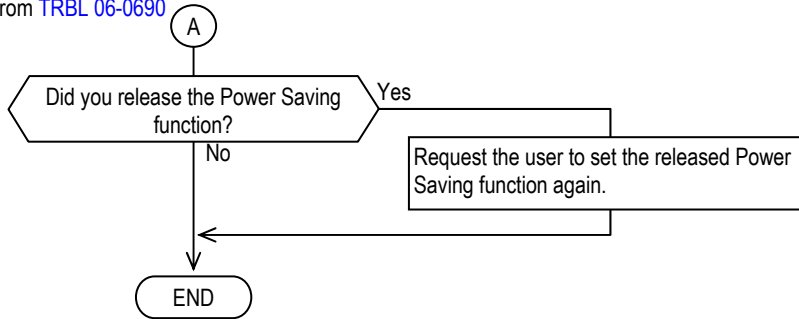 rom TRBL 06-0690
A
Did you release the Power Saving
function?
Yes
No
Request the user to set the released Power
Saving function again.
END